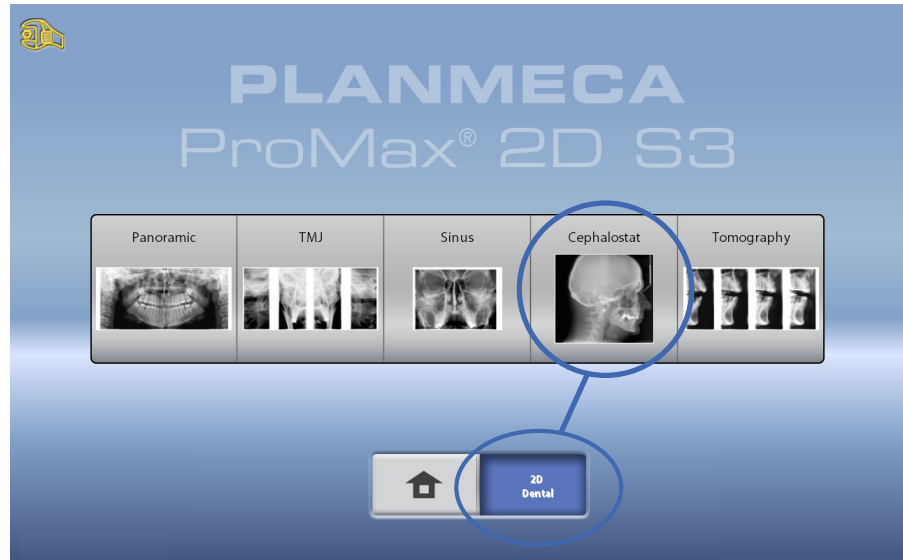 PLANMECA
ProMax® 2D S3
Panoramic
TMJ
Sinus
Cephalostat
Tomography
2D
Dental